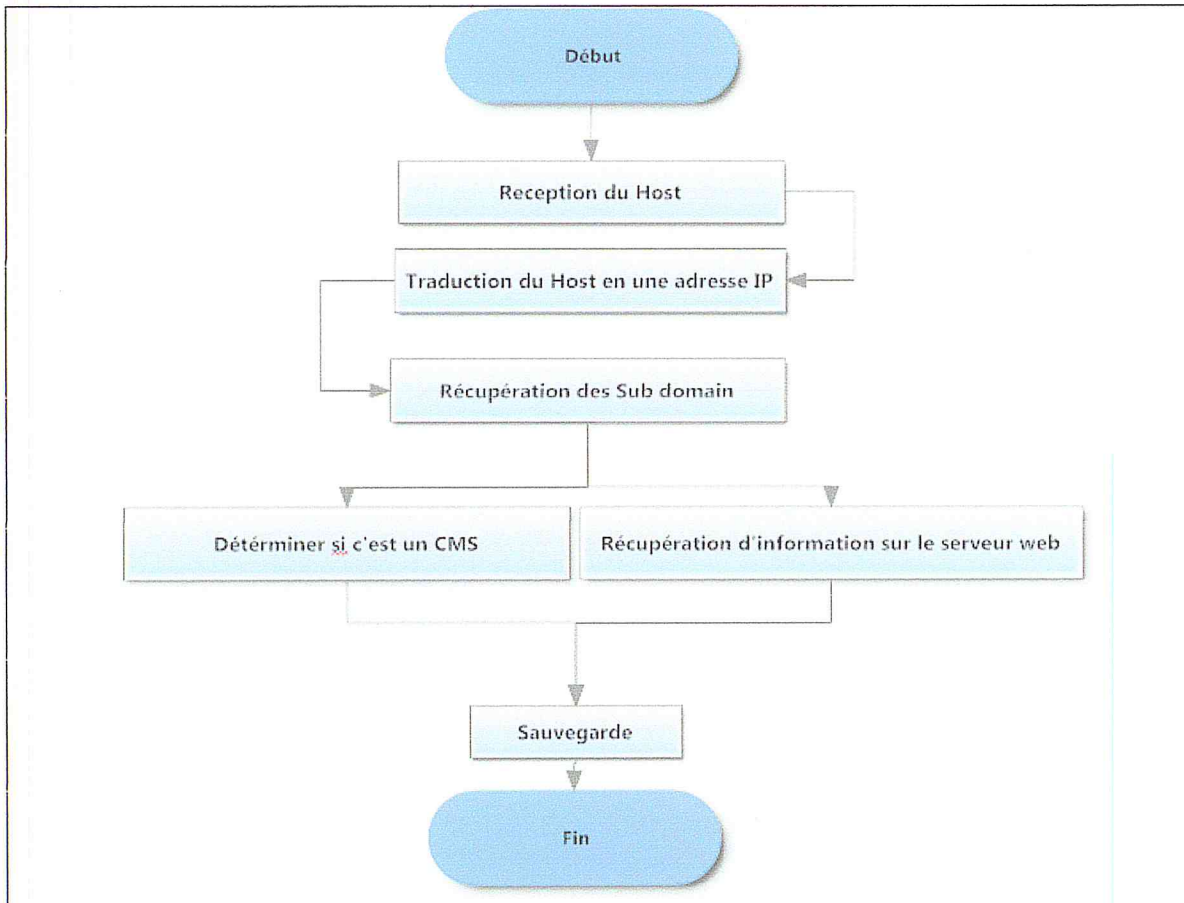 Début
Reception du Host
Traduction du Host en une adresse IP
Récupération des Sub domain
Détérminer si c'est un CMS
Récupération d'information sur le serveur web
Sauvegarde
Fin